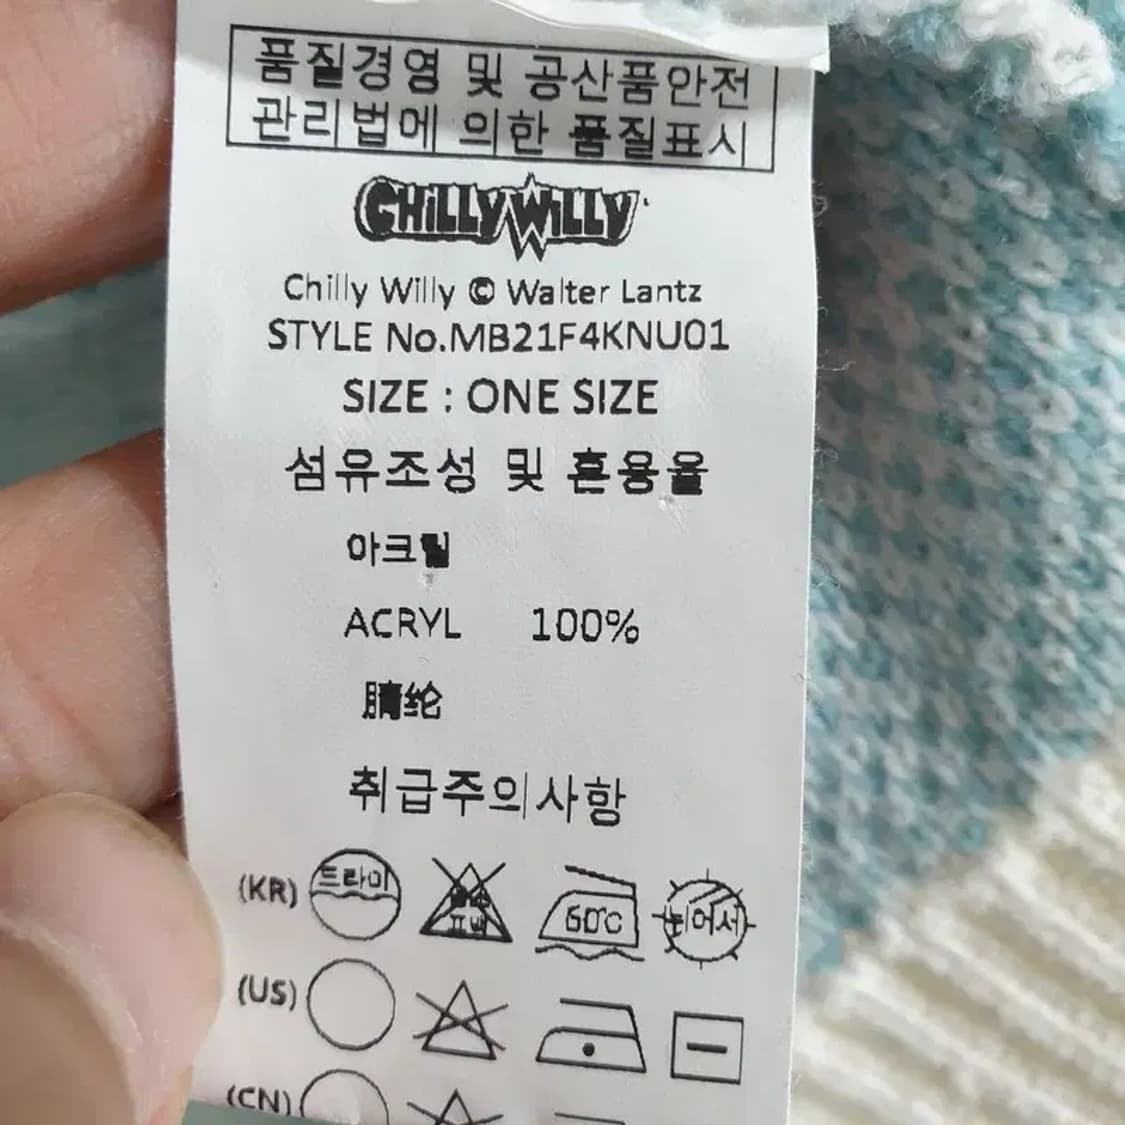 품질경영 및 공산품안전
관리법에 의한 품질표시
CHiLLY WiLLY
Chilly Willy © Walter Lantz
STYLE No.MB21F4KNU01
SIZE : ONE SIZE
섬유조성 및 혼용율
아크릴
ACRYL 100%
腈纶
취급주의사항
(KR) 드라이 표백 60℃ 뉘어서
(US)
(CN)